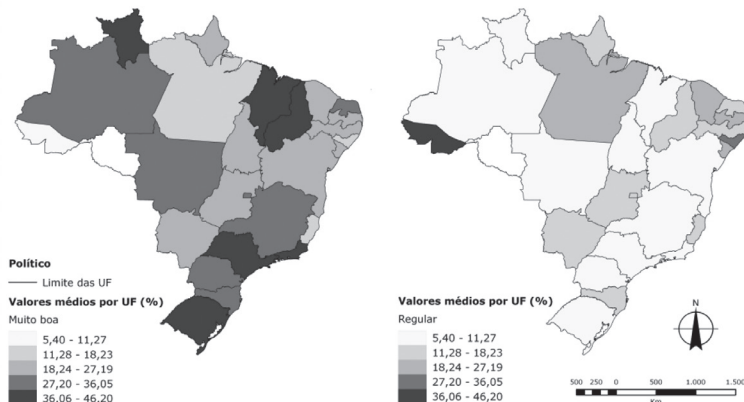 Político
Limite das UF
Valores médios por UF (%)
Muito boa
5,40 - 11,27
11,28 - 18,23
18,24 - 27,19
27,20 - 36,05
36,06 - 46,20
Valores médios por UF (%)
Regular
5,40 - 11,27
11,28 - 18,23
18,24 - 27,19
27,20 - 36,05
36,06 - 46,20
N
500 250 0 500 1.000 1.500
Km